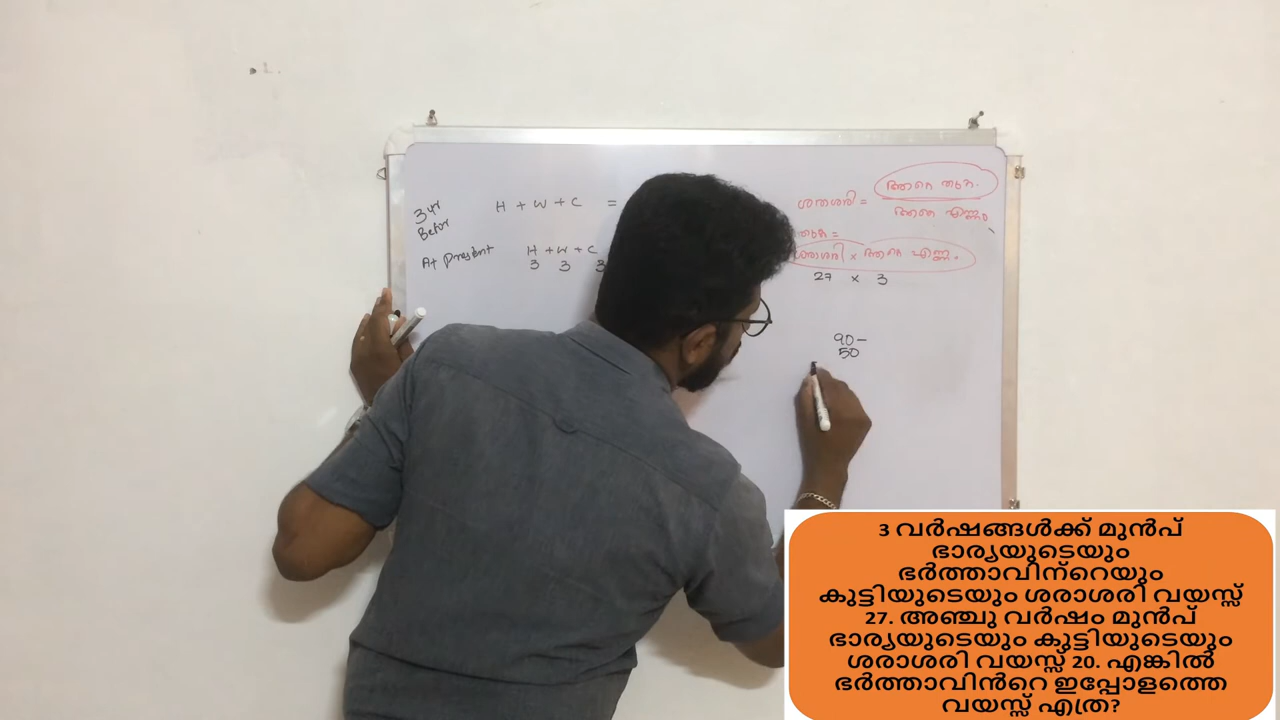 3 yr
Befor
H + W + C =
At present
H + W + C
3 3 3
ശരാശരി =
ആകെ തുക.
ആകെ എണ്ണം
തുക =
ശരാശരി × ആകെ എണ്ണം.
27 × 3
90 -
50
3 വർഷങ്ങൾക്ക് മുൻപ്
ഭാര്യയുടെയും
ഭർത്താവിന്റെയും
കുട്ടിയുടെയും ശരാശരി വയസ്സ്
27. അഞ്ചു വർഷം മുൻപ്
ഭാര്യയുടെയും കുട്ടിയുടെയും
ശരാശരി വയസ്സ് 20. എങ്കിൽ
ഭർത്താവിൻറെ ഇപ്പോളത്തെ
വയസ്സ് എത്ര?